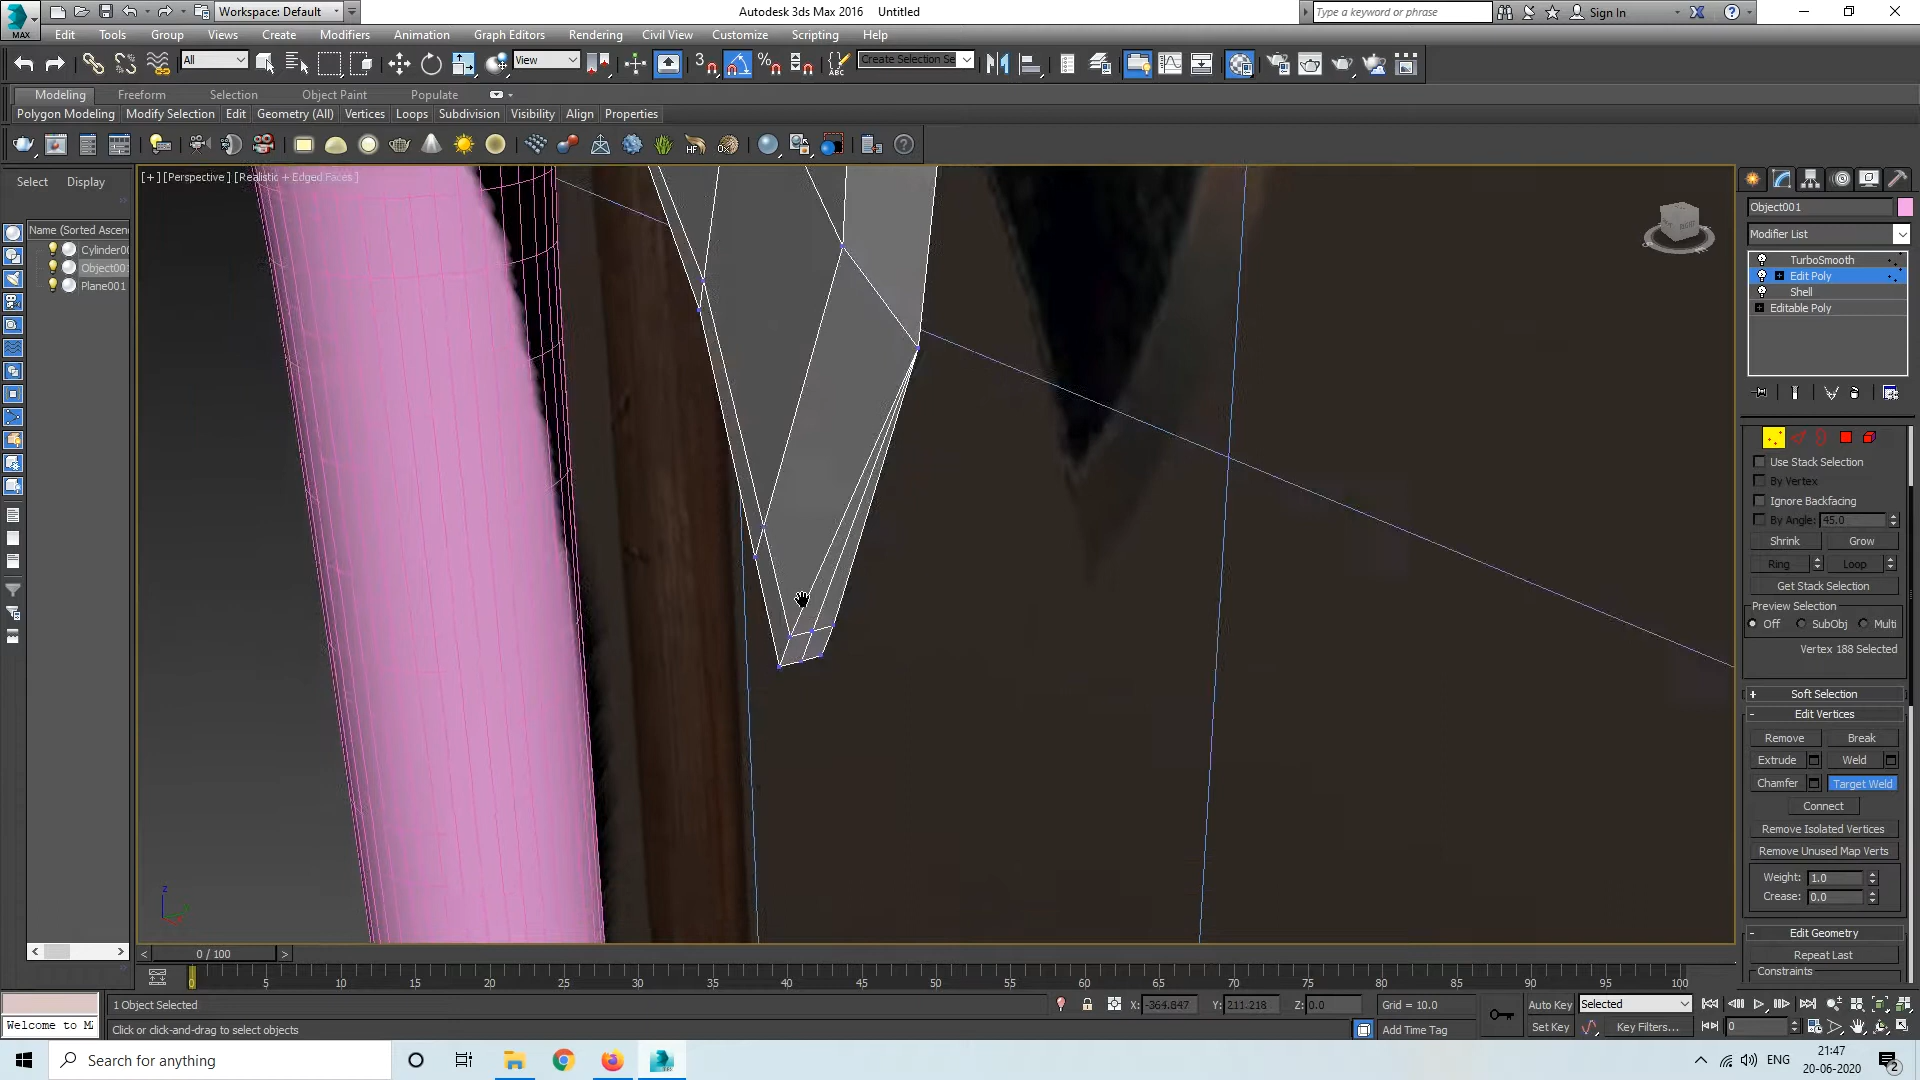 Workspace: Default
Autodesk 3ds Max 2016 Untitled
Type a keyword or phrase
Sign In
MAX
Edit Tools Group Views Create Modifiers Animation Graph Editors Rendering Civil View Customize Scripting Help
All
View
Create Selection Se
3
ABC
Modeling Freeform Selection Object Paint Populate
Polygon Modeling Modify Selection Edit Geometry (All) Vertices Loops Subdivision Visibility Align Properties
HF
Select Display
[+] [Perspective] [Realistic + Edged Faces]
Name (Sorted Ascen
Cylinder00
Object001
Plane001
Object001
Modifier List
TurboSmooth
Edit Poly
Shell
Editable Poly
Use Stack Selection
By Vertex
Ignore Backfacing
By Angle: 45.0
Shrink Grow
Ring Loop
Get Stack Selection
Preview Selection
Off SubObj Multi
Vertex 188 Selected
+ Soft Selection
- Edit Vertices
Remove Break
Extrude Weld
Chamfer Target Weld
Connect
Remove Isolated Vertices
Remove Unused Map Verts
Weight: 1.0
Crease: 0.0
- Edit Geometry
Repeat Last
Constraints
z
< 0 / 100 >
0 5 10 15 20 25 30 35 40 45 50 55 60 65 70 75 80 85 90 95 100
1 Object Selected
X: -364.847 Y: 211.218 Z: 0.0 Grid = 10.0
Auto Key Selected
Welcome to M
Click or click-and-drag to select objects
Add Time Tag
Set Key Key Filters... 0
Search for anything
ENG
21:47
20-06-2020
2